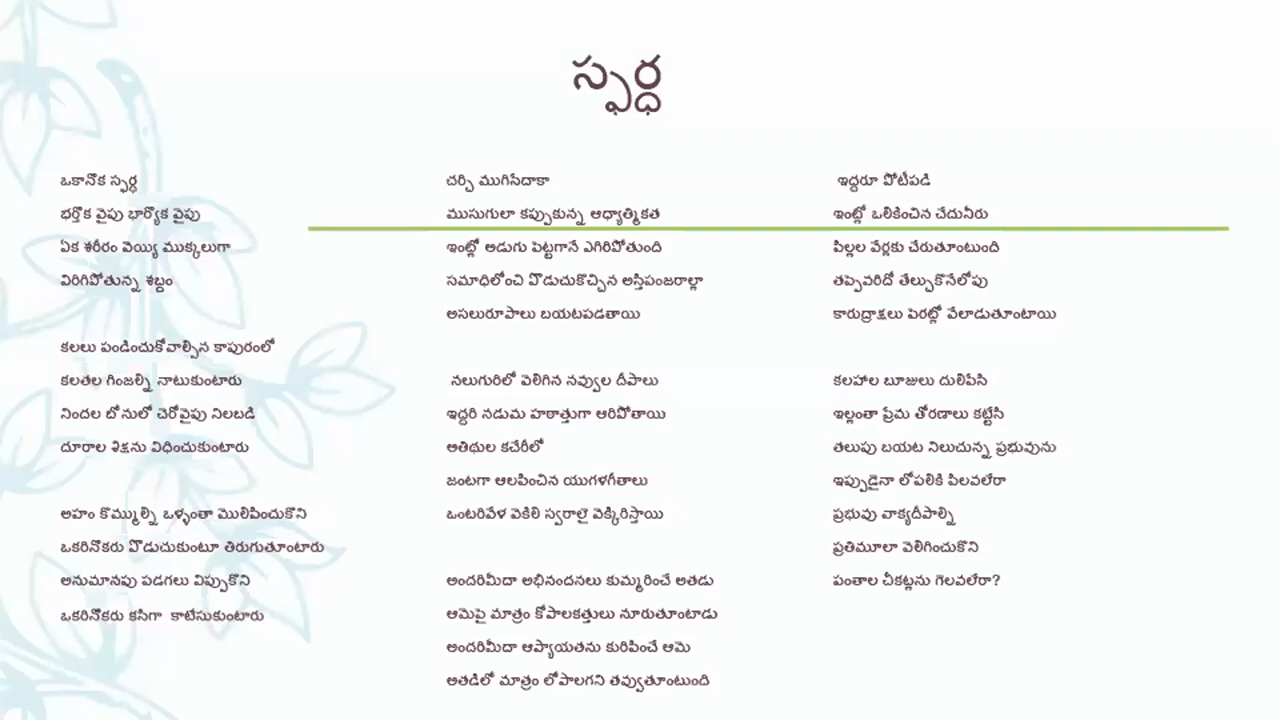 స్పర్ధ
ఒకానొక స్పర్ధ
భర్తొక వైపు భార్యొక వైపు
ఏక శరీరం వెయ్యి ముక్కలుగా
విరిగిపోతున్న శబ్దం
కలలు పండించుకోవాల్సిన కాపురంలో
కలతల గింజల్ని నాటుకుంటారు
నిందల బోనులో చెరోవైపు నిలబడి
దూరాల శిక్షను విధించుకుంటారు
అహం కొమ్ముల్ని ఒళ్ళంతా మొలిపించుకొని
ఒకరినొకరు పొడుచుకుంటూ తిరుగుతూంటారు
అనుమానపు పడగలు విప్పుకొని
ఒకరినొకరు కసిగా కాటేసుకుంటారు
చర్చి ముగిసేదాకా
ముసుగులా కప్పుకున్న ఆధ్యాత్మికత
ఇంట్లో అడుగు పెట్టగానే ఎగిరిపోతుంది
సమాధిలోంచి పొడుచుకొచ్చిన అస్తిపంజరాల్లా
అసలురూపాలు బయటపడతాయి
నలుగురిలో వెలిగిన నవ్వుల దీపాలు
ఇద్దరి నడుమ హఠాత్తుగా ఆరిపోతాయి
అతిథుల కచేరీలో
జంటగా ఆలపించిన యుగళగీతాలు
ఒంటరివేళ వెకిలి స్వరాలై వెక్కిరిస్తాయి
అందరిమీదా అభినందనలు కుమ్మరించే అతడు
ఆమెపై మాత్రం కోపాలకత్తులు నూరుతూంటాడు
అందరిమీదా ఆప్యాయతను కురిపించే ఆమె
అతడిలో మాత్రం లోపాలగని తవ్వుతూంటుంది
ఇద్దరూ పోటీపడి
ఇంట్లో ఒలికించిన చేదునీరు
పిల్లల వేర్లకు చేరుతూంటుంది
తప్పెవరిదో తేల్చుకొనేలోపు
కారుద్రాక్షలు పెరట్లో వేలాడుతూంటాయి
కలహాల బూజులు దులిపేసి
ఇల్లంతా ప్రేమ తోరణాలు కట్టేసి
తలుపు బయట నిలుచున్న ప్రభువును
ఇప్పుడైనా లోపలికి పిలవలేరా
ప్రభువు వాక్యదీపాల్ని
ప్రతిమూలా వెలిగించుకొని
పంతాల చీకట్లను గెలవలేరా?